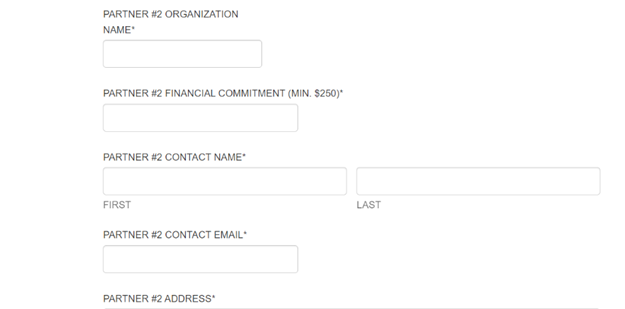 PARTNER #2 ORGANIZATION
NAME*
PARTNER #2 FINANCIAL COMMITMENT (MIN. $250)*
PARTNER #2 CONTACT NAME*
FIRST LAST
PARTNER #2 CONTACT EMAIL*
PARTNER #2 ADDRESS*